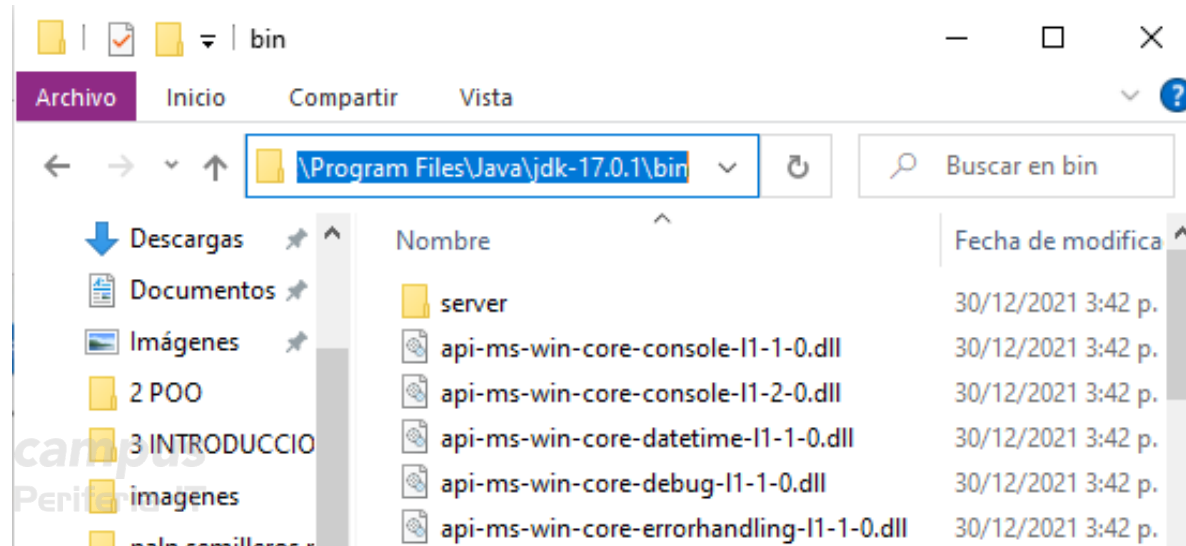 bin
Archivo Inicio Compartir Vista
\Program Files\Java\jdk-17.0.1\bin Buscar en bin
Descargas
Documentos
Imágenes
2 POO
3 INTRODUCCIO
imagenes
Nombre Fecha de modifica
server 30/12/2021 3:42 p.
api-ms-win-core-console-l1-1-0.dll 30/12/2021 3:42 p.
api-ms-win-core-console-l1-2-0.dll 30/12/2021 3:42 p.
api-ms-win-core-datetime-l1-1-0.dll 30/12/2021 3:42 p.
api-ms-win-core-debug-l1-1-0.dll 30/12/2021 3:42 p.
api-ms-win-core-errorhandling-l1-1-0.dll 30/12/2021 3:42 p.
campus
Periferia IT